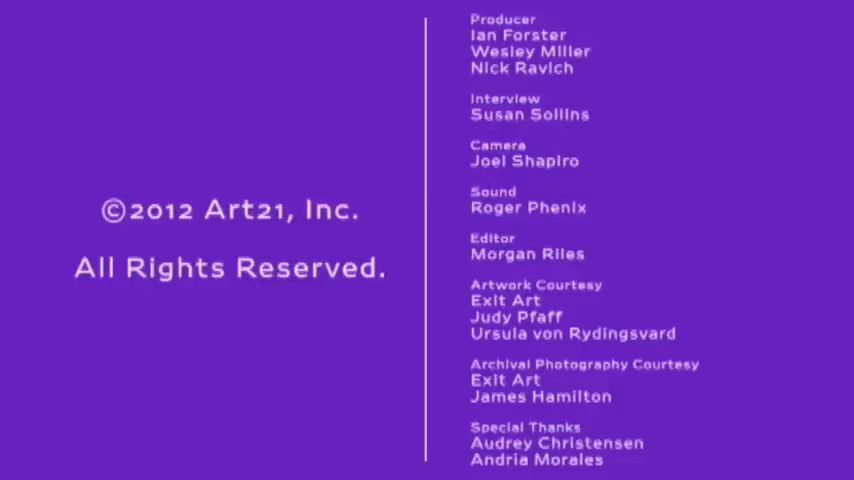 ©2012 Art21, Inc.
All Rights Reserved.
Producer
Ian Forster
Wesley Miller
Nick Ravich
Interview
Susan Sollins
Camera
Joel Shapiro
Sound
Roger Phenix
Editor
Morgan Riles
Artwork Courtesy
Exit Art
Judy Pfaff
Ursula von Rydingsvard
Archival Photography Courtesy
Exit Art
James Hamilton
Special Thanks
Audrey Christensen
Andria Morales